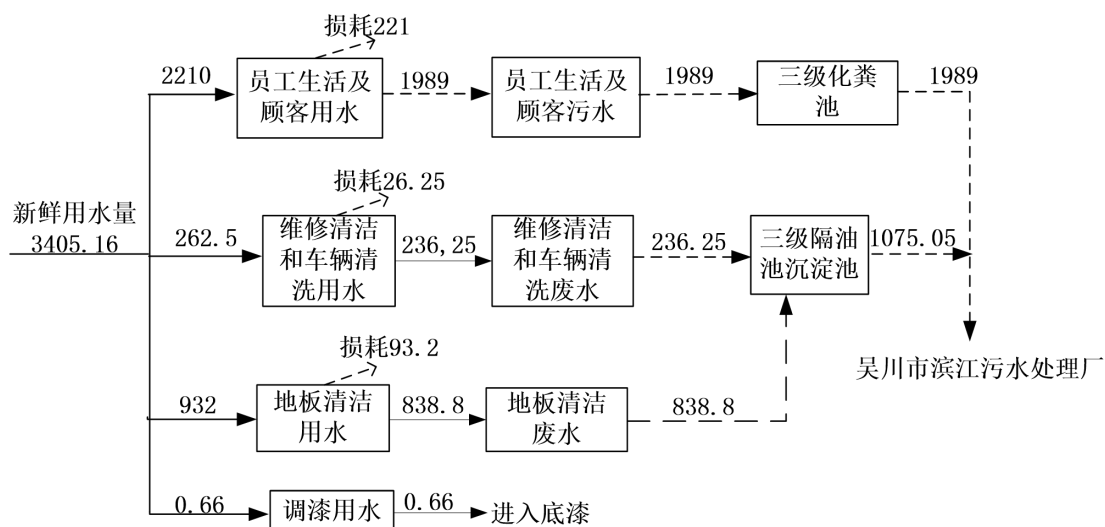 损耗221
2210
员工生活及
顾客用水
1989
员工生活及
顾客污水
1989
三级化粪
池
1989
新鲜用水量
3405.16
损耗26.25
262.5
维修清洁
和车辆清
洗用水
236,25
维修清洁
和车辆清
洗废水
236.25
三级隔油
池沉淀池
1075.05
吴川市滨江污水处理厂
损耗93.2
932
地板清洁
用水
838.8
地板清洁
废水
838.8
0.66
调漆用水
0.66
进入底漆